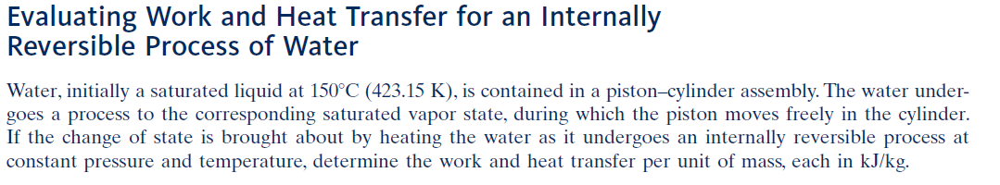 Evaluating Work and Heat Transfer for an Internally
Reversible Process of Water
Water, initially a saturated liquid at 150°C (423.15 K), is contained in a piston–cylinder assembly. The water under-
goes a process to the corresponding saturated vapor state, during which the piston moves freely in the cylinder.
If the change of state is brought about by heating the water as it undergoes an internally reversible process at
constant pressure and temperature, determine the work and heat transfer per unit of mass, each in kJ/kg.